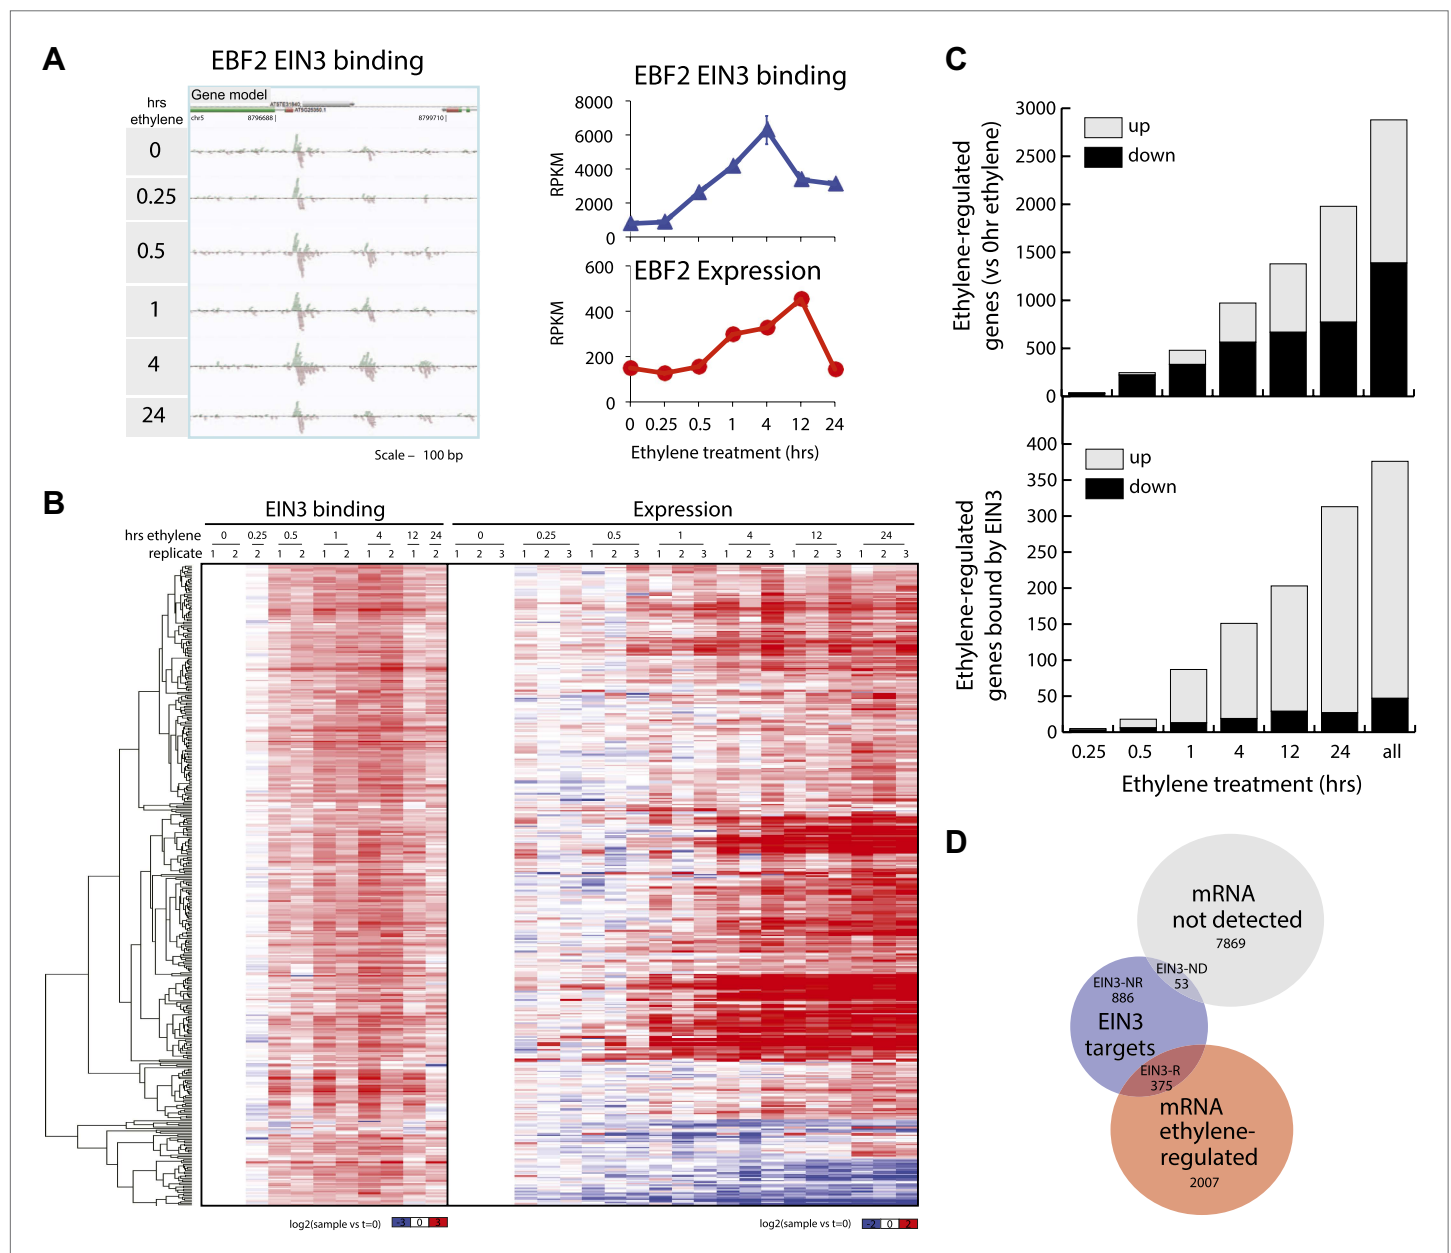 A
EBF2 EIN3 binding
hrs
ethylene
Gene model
AT5G25350.1
chr5
8796688
8799710
0
0.25
0.5
1
4
24
Scale – 100 bp
EBF2 EIN3 binding
RPKM
8000
6000
4000
2000
0
EBF2 Expression
RPKM
600
400
200
0
0 0.25 0.5 1 4 12 24
Ethylene treatment (hrs)
B
EIN3 binding
Expression
hrs ethylene 0 0.25 0.5 1 4 12 24 0 0.25 0.5 1 4 12 24
replicate 1 2 2 1 2 1 2 1 2 1 2 1 2 3 1 2 3 1 2 3 1 2 3 1 2 3 1 2 3 1 2 3
log2(sample vs t=0) -3 0 3
log2(sample vs t=0) -2 0 2
C
Ethylene-regulated
genes (vs 0hr ethylene)
3000
2500
2000
1500
1000
500
0
up
down
Ethylene-regulated
genes bound by EIN3
400
350
300
250
200
150
100
50
0
up
down
0.25 0.5 1 4 12 24 all
Ethylene treatment (hrs)
D
mRNA
not detected
7869
EIN3-ND
53
EIN3-NR
886
EIN3
targets
EIN3-R
375
mRNA
ethylene-
regulated
2007